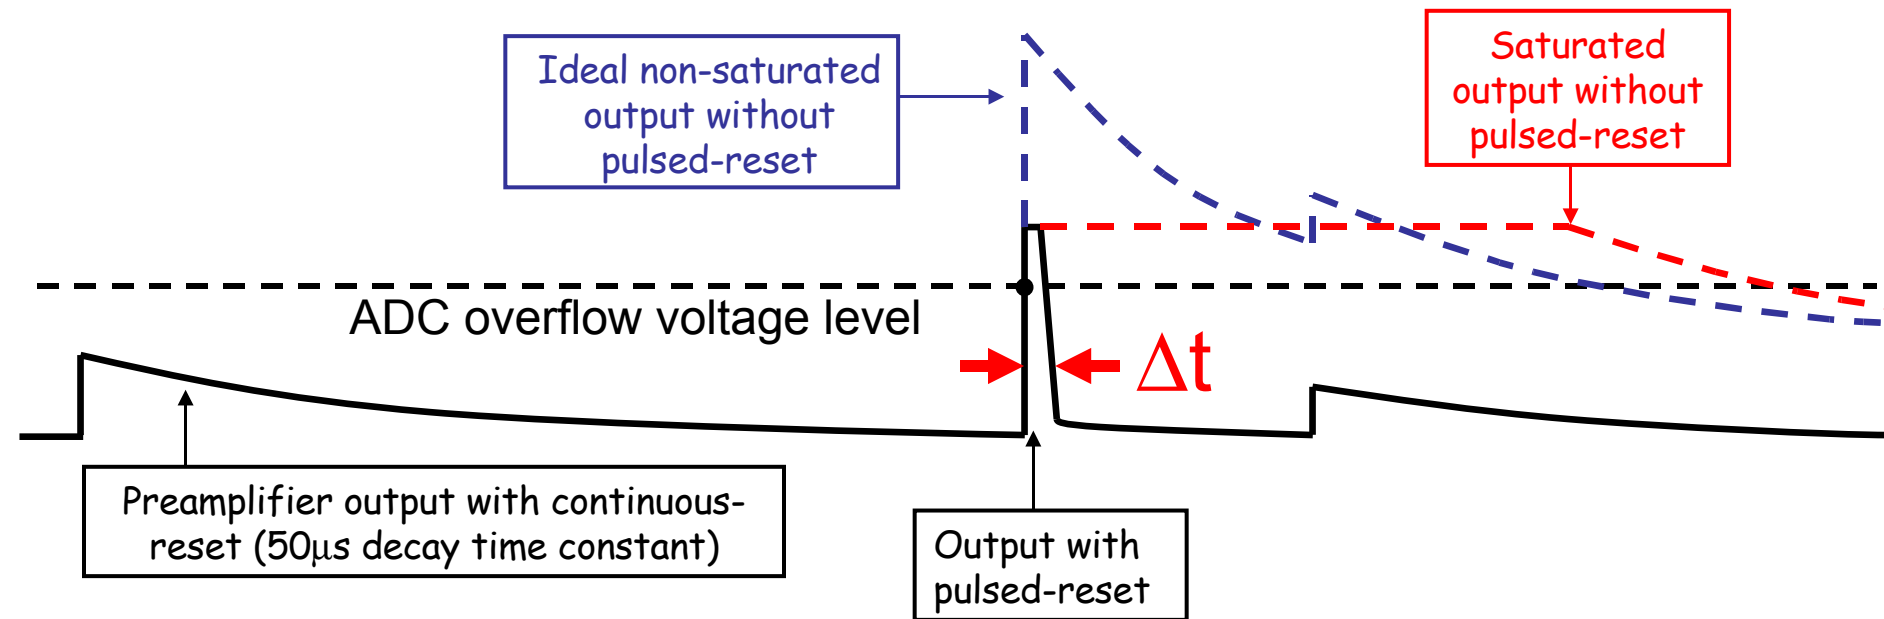 Ideal non-saturated
output without
pulsed-reset
Saturated
output without
pulsed-reset
ADC overflow voltage level
Δt
Preamplifier output with continuous-
reset (50μs decay time constant)
Output with
pulsed-reset